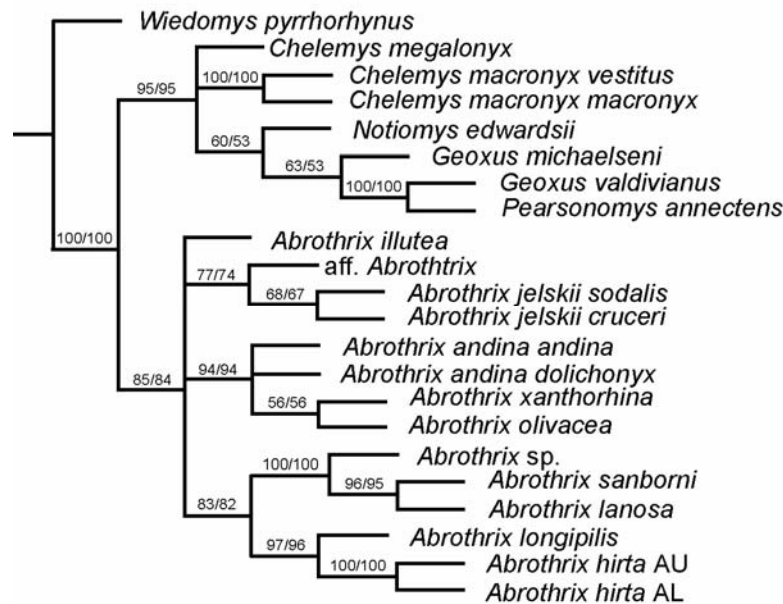 Wiedomys pyrrhorhynus
Chelemys megalonyx
95/95
100/100
Chelemys macronyx vestitus
Chelemys macronyx macronyx
Notiomys edwardsii
60/53
Geoxus michaelseni
63/53
Geoxus valdivianus
100/100
Pearsonomys annectens
100/100
Abrothrix illutea
aff. Abrothtrix
77/74
Abrothrix jelskii sodalis
68/67
Abrothrix jelskii cruceri
Abrothrix andina andina
85/84
94/94
Abrothrix andina dolichonyx
Abrothrix xanthorhina
56/56
Abrothrix olivacea
Abrothrix sp.
100/100
Abrothrix sanborni
96/95
Abrothrix lanosa
83/82
Abrothrix longipilis
97/96
Abrothrix hirta AU
100/100
Abrothrix hirta AL